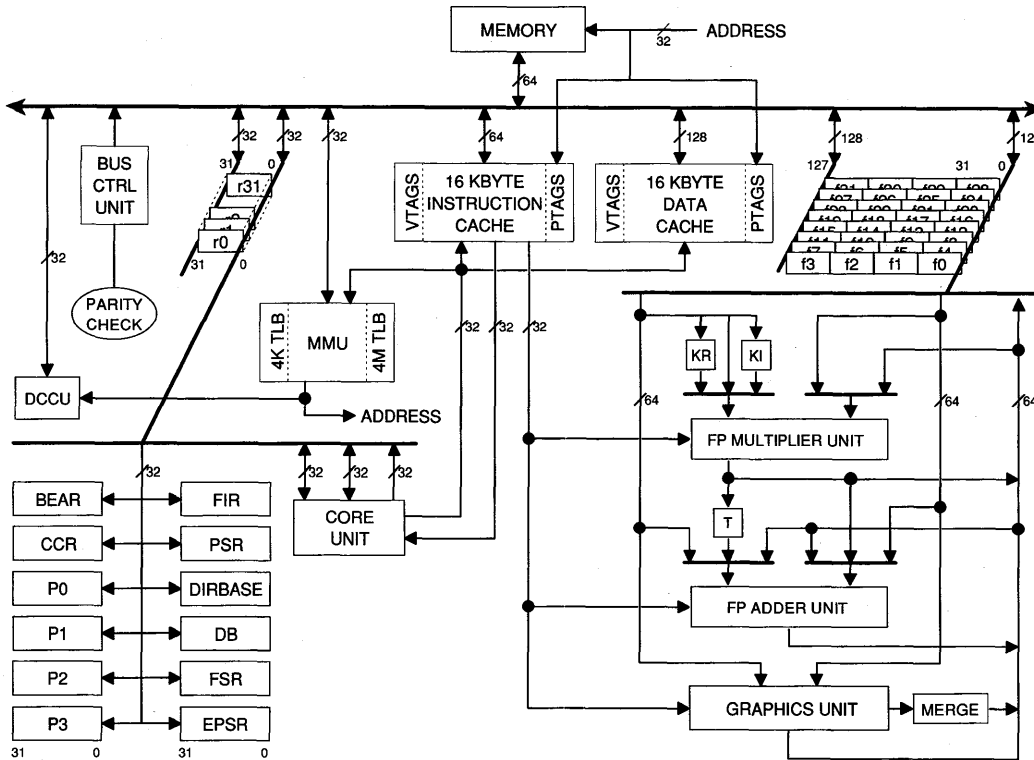 MEMORY
ADDRESS
32
64
32
32
32
64
128
128
12
BUS
CTRL
UNIT
31
0
r31
r0
31
0
VTAGS
16 KBYTE
INSTRUCTION
CACHE
PTAGS
VTAGS
16 KBYTE
DATA
CACHE
PTAGS
127
31
0
f7
f6
f5
f4
f3
f2
f1
f0
32
PARITY
CHECK
4K TLB
MMU
4M TLB
32
32
32
KR
KI
DCCU
ADDRESS
64
64
64
FP MULTIPLIER UNIT
32
32
32
32
BEAR
FIR
CORE
UNIT
T
CCR
PSR
P0
DIRBASE
FP ADDER UNIT
P1
DB
P2
FSR
P3
EPSR
GRAPHICS UNIT
MERGE
31
0
31
0